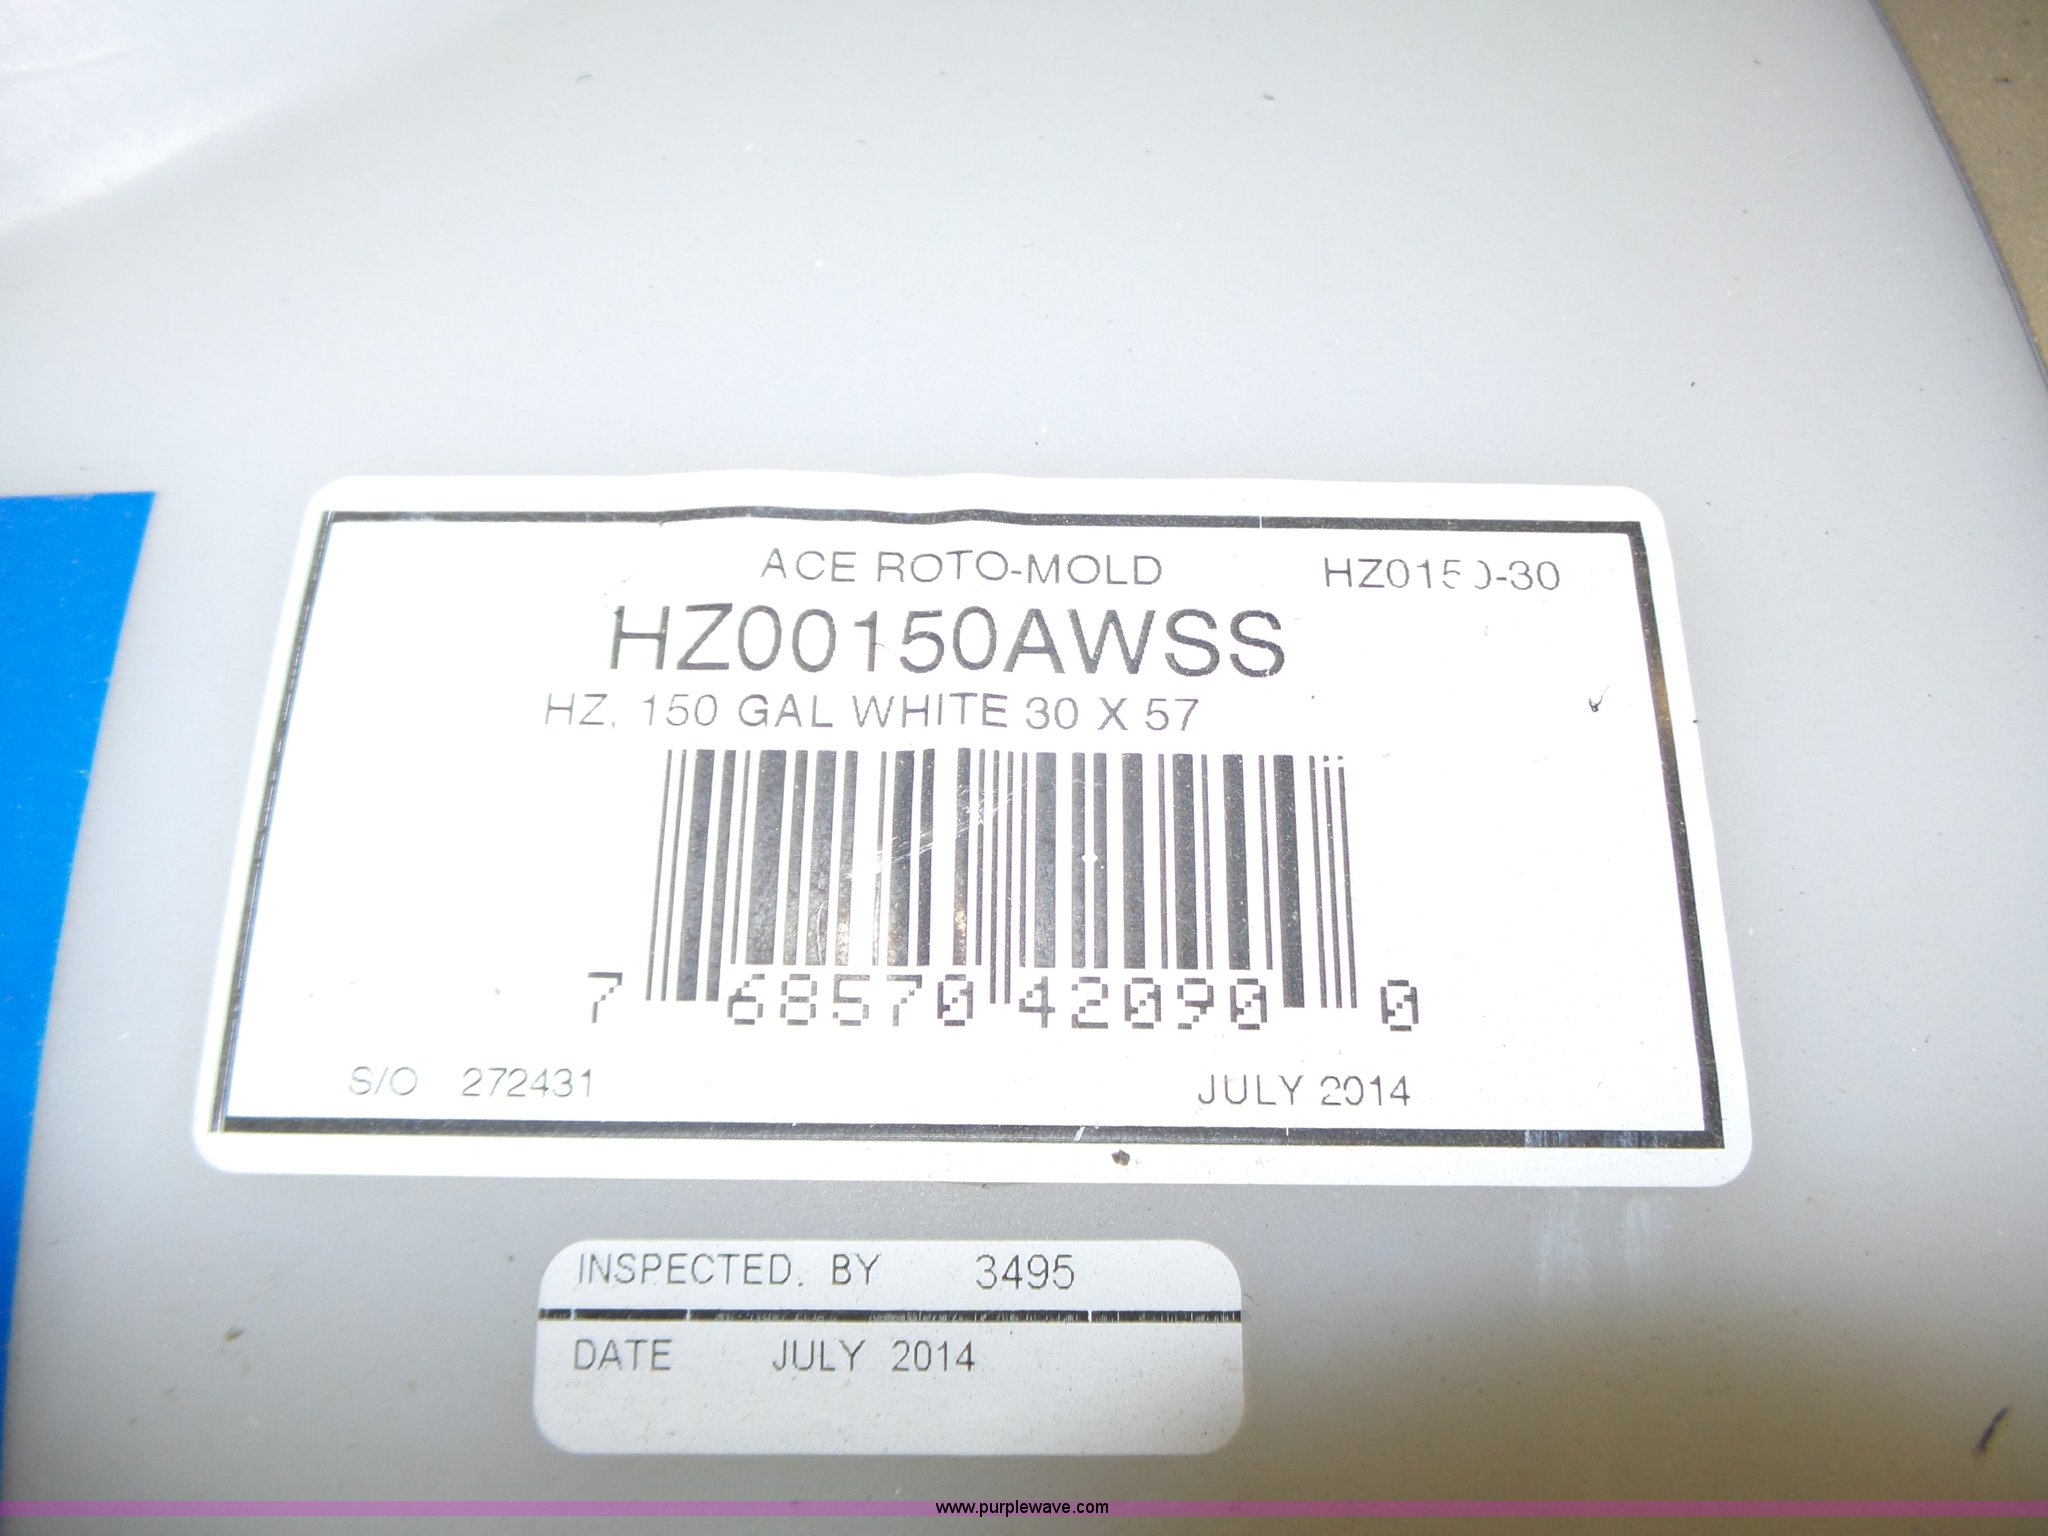 ACE ROTO-MOLD HZ0150-30
HZ00150AWSS
HZ, 150 GAL WHITE 30 X 57
7 68570 42090 0
S/O 272431 JULY 2014
INSPECTED. BY 3495
DATE JULY 2014
www.purplewave.com